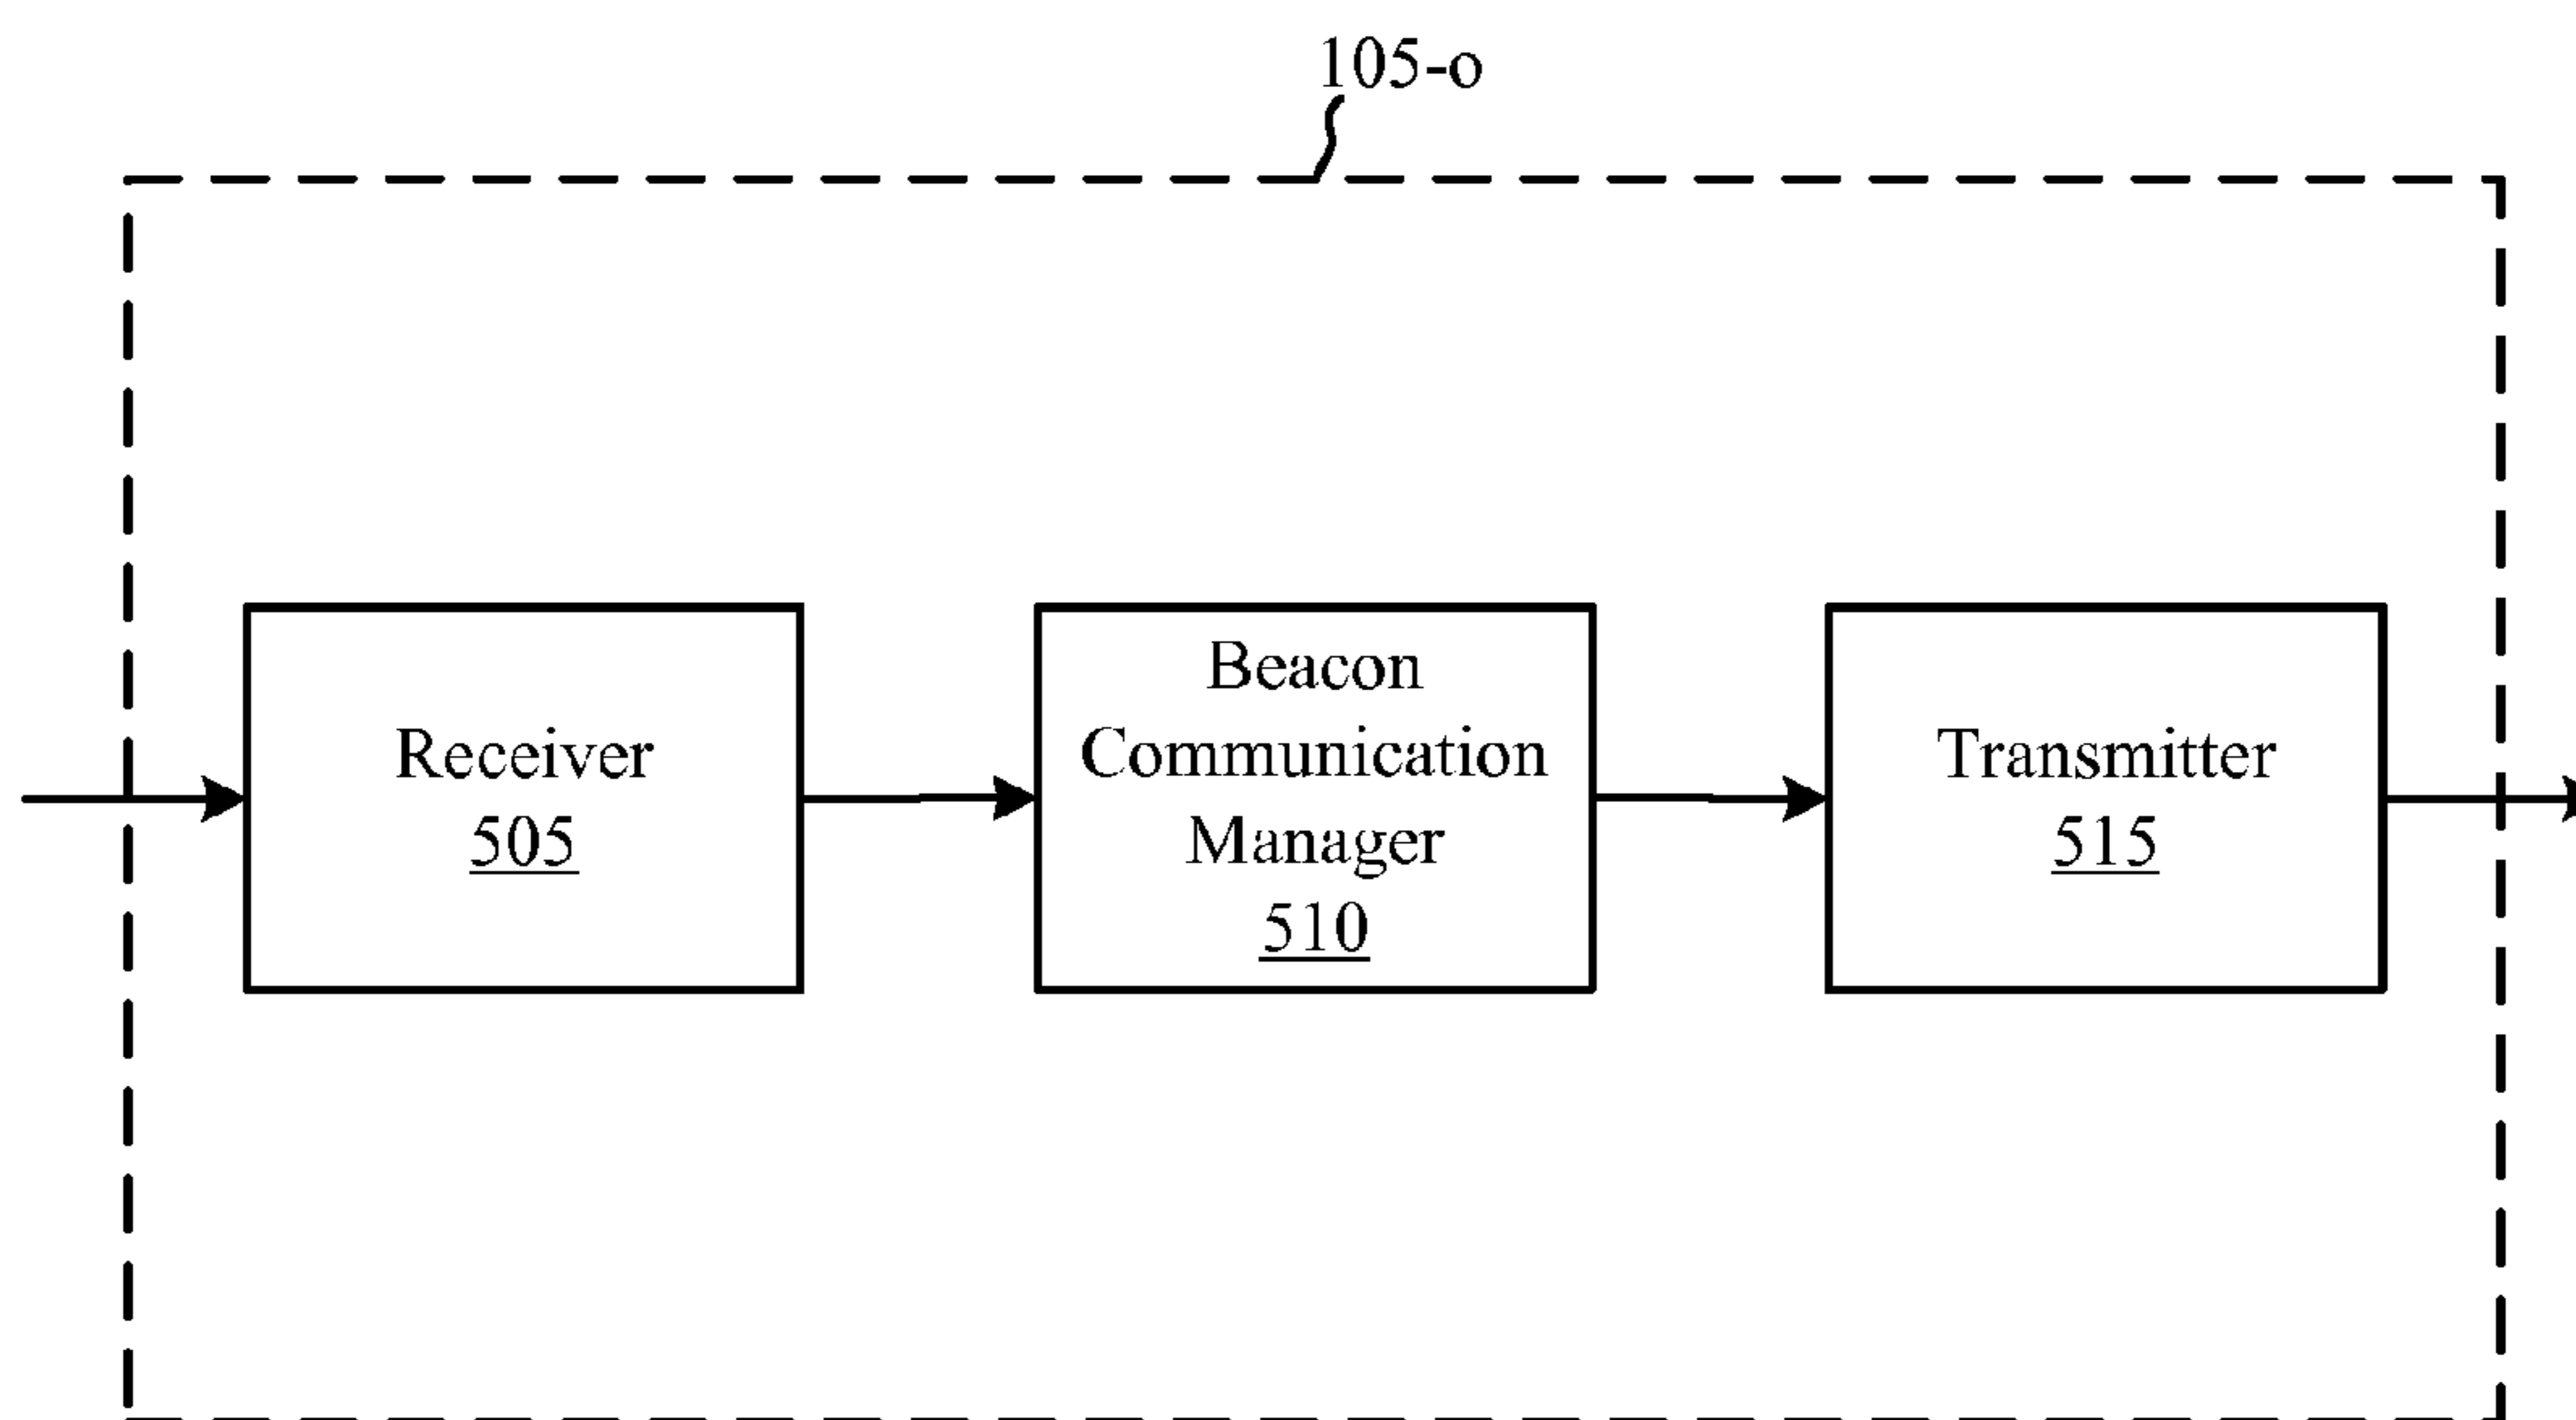 105-o
Receiver
505
Beacon
Communication
Manager
510
Transmitter
515